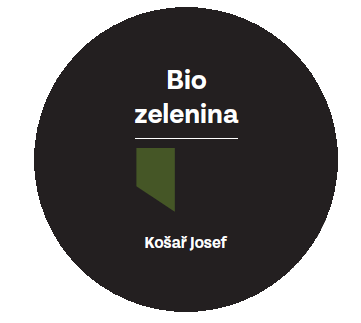 Bio
zelenina
Košař Josef